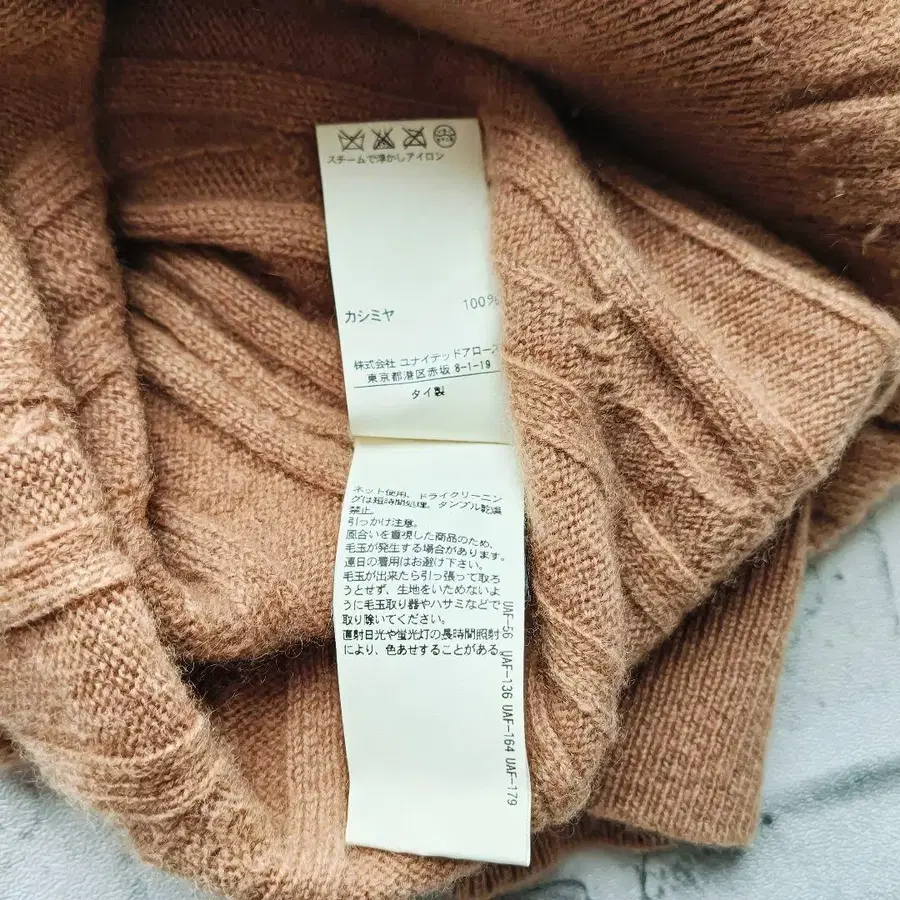 スチームで浮かしアイロン
カシミヤ 100%
株式会社 ユナイテッドアローズ
東京都港区赤坂 8-1-19
タイ製
ネット使用、ドライクリーニン
グは短時間処理。タンブル乾燥
禁止。
引っかけ注意。
風合いを重視した商品のため、
毛玉が発生する場合があります。
連日の着用はお避け下さい。
毛玉が出来たら引っ張って取ろ
うとせず、生地をいためないよ
うに毛玉取り器やハサミなどで
取り除いてください。
直射日光や蛍光灯の長時間照射
により、色あせすることがある。
UAF-56 UAF-136 UAF-164 UAF-179